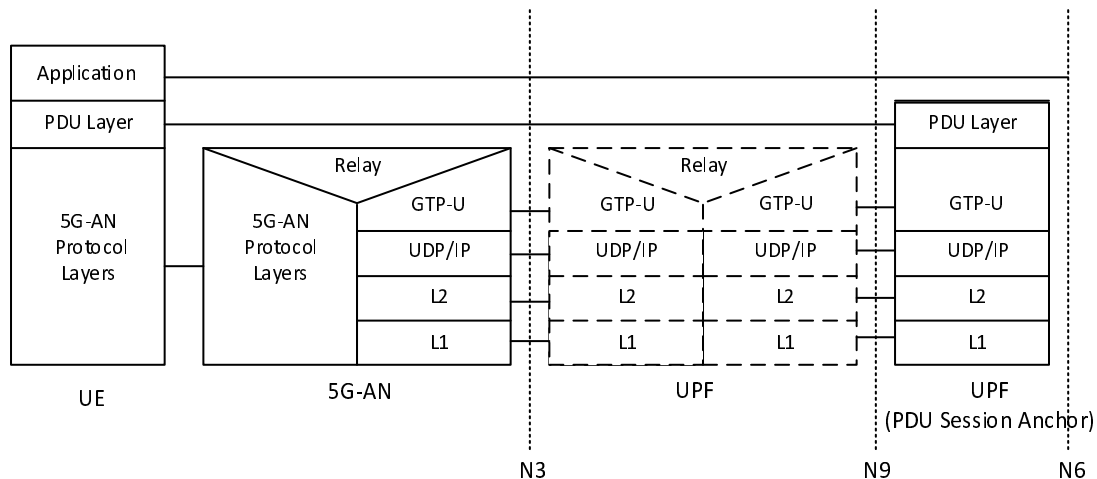 Application
PDU Layer
PDU Layer
Relay
Relay
5G-AN
Protocol
Layers
5G-AN
Protocol
Layers
GTP-U
GTP-U
GTP-U
GTP-U
UDP/IP
UDP/IP
UDP/IP
UDP/IP
L2
L2
L2
L2
L1
L1
L1
L1
UE
5G-AN
UPF
UPF
(PDU Session Anchor)
N3
N9
N6